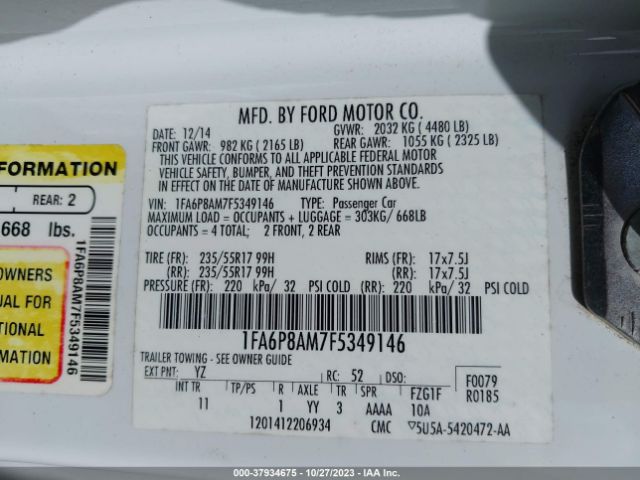 MFD. BY FORD MOTOR CO.
12/14 GVWR: 2032 KG ( 4480 LB)
FRONT GAWR: 982 KG ( 2165 LB) REAR GAWR: 1055 KG ( 2325 LB)
THIS VEHICLE CONFORMS TO ALL APPLICABLE FEDERAL MOTOR
VEHICLE SAFETY, BUMPER, AND THEFT PREVENTION STANDARDS
IN EFFECT ON THE DATE OF MANUFACTURE SHOWN ABOVE.
VIN: 1FA6P8AM7F5349146 TYPE: Passenger Car
MAXIMUM LOAD = OCCUPANTS + LUGGAGE = 303KG/ 668LB
OCCUPANTS = 4 TOTAL; 2 FRONT, 2 REAR
TIRE (FR): 235/55R17 99H RIMS (FR): 17x7.5J
(RR): 235/55R17 99H (RR): 17x7.5J
PRESSURE (FR): 220 kPa/ 32 PSI COLD (RR): 220 kPa/ 32 PSI COLD
1FA6P8AM7F5349146
TRAILER TOWING - SEE OWNER GUIDE
EXT PNT: YZ RC: 52 DSO: F0079
INT TR TP/PS R AXLE TR SPR FZG1F R0185
11 1 YY 3 AAAA 10A
1201412206934 CMC 5U5A-5420472-AA
FORMATION
REAR: 2
668 lbs.
OWNERS
UAL FOR
TIONAL
MATION
1FA6P8AM7F5349146
100% : 37934675 - 10/27/2023 - IAA, Inc.